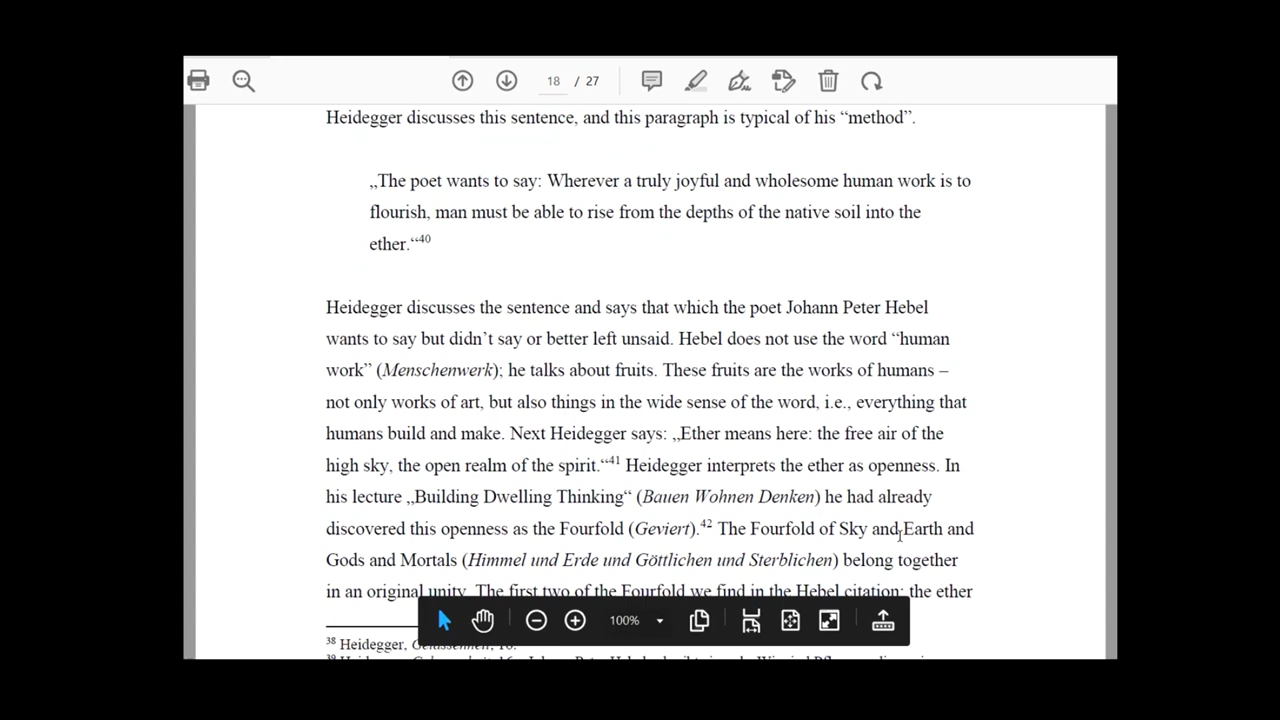 18 / 27
Heidegger discusses this sentence, and this paragraph is typical of his “method”.
„The poet wants to say: Wherever a truly joyful and wholesome human work is to
flourish, man must be able to rise from the depths of the native soil into the
ether.“40
Heidegger discusses the sentence and says that which the poet Johann Peter Hebel
wants to say but didn’t say or better left unsaid. Hebel does not use the word “human
work” (Menschenwerk); he talks about fruits. These fruits are the works of humans –
not only works of art, but also things in the wide sense of the word, i.e., everything that
humans build and make. Next Heidegger says: „Ether means here: the free air of the
high sky, the open realm of the spirit.“41 Heidegger interprets the ether as openness. In
his lecture „Building Dwelling Thinking“ (Bauen Wohnen Denken) he had already
discovered this openness as the Fourfold (Geviert).42 The Fourfold of Sky and Earth and
Gods and Mortals (Himmel und Erde und Göttlichen und Sterblichen) belong together
in an original unity. The first two of the Fourfold we find in the Hebel citation: the ether
100%
38 Heidegger,